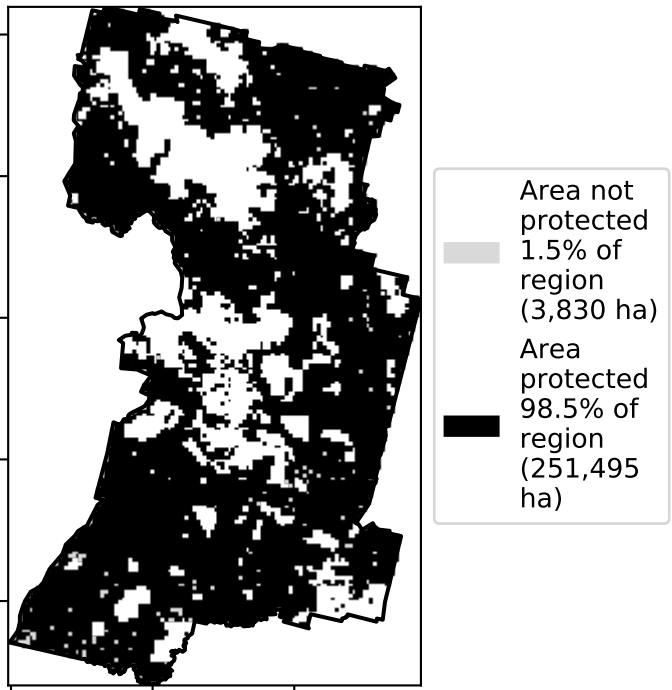 Area not
protected
1.5% of
region
(3,830 ha)
Area
protected
98.5% of
region
(251,495
ha)